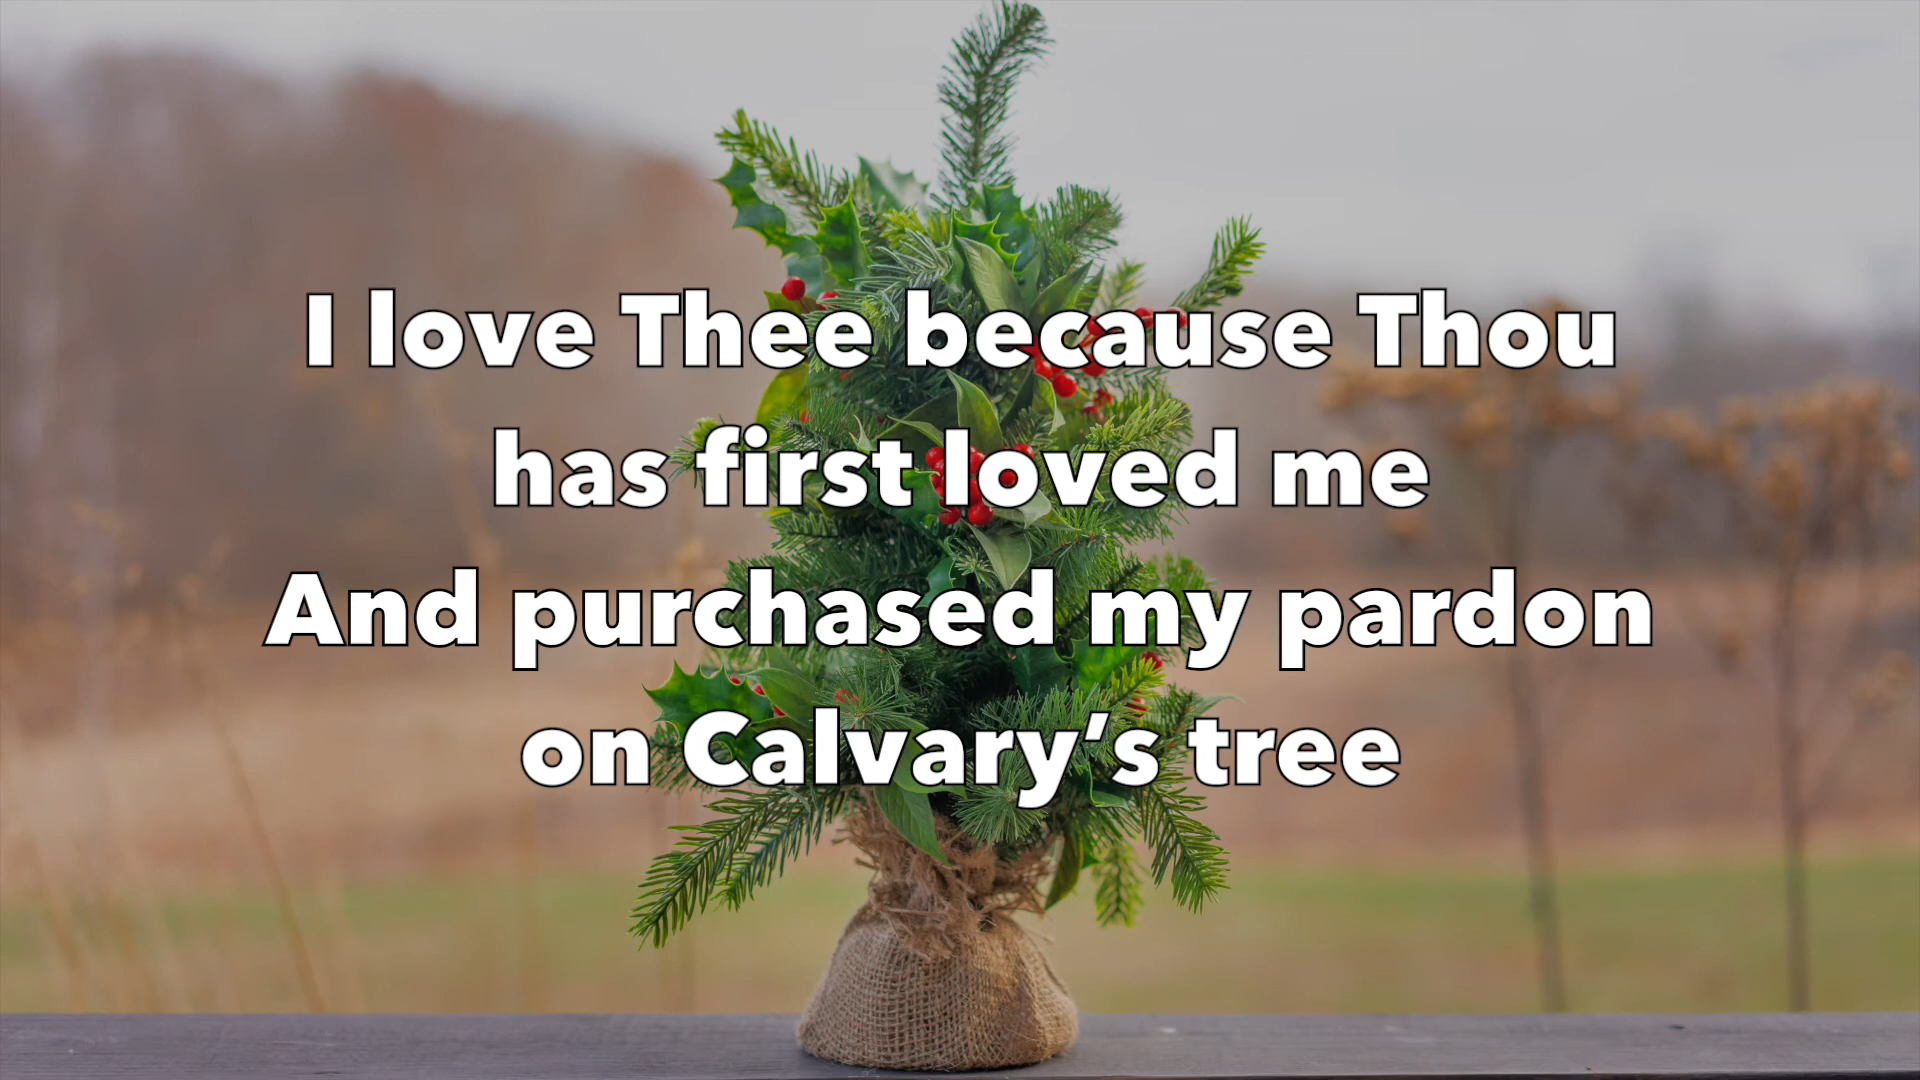 I love Thee because Thou
has first loved me
And purchased my pardon
on Calvary’s tree